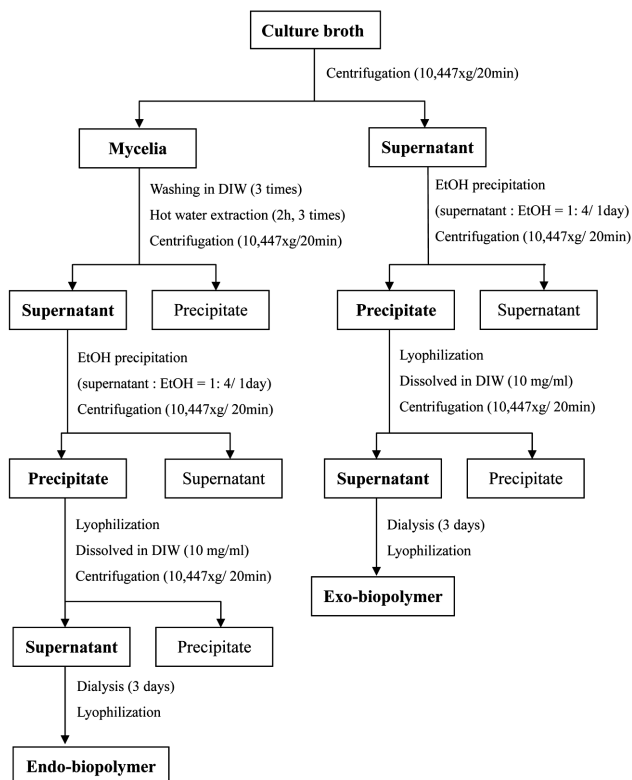 Culture broth
Centrifugation (10,447xg/20min)
Mycelia
Supernatant
Washing in DIW (3 times)
Hot water extraction (2h, 3 times)
Centrifugation (10,447xg/20min)
EtOH precipitation
(supernatant : EtOH = 1: 4/ 1day)
Centrifugation (10,447xg/ 20min)
Supernatant
Precipitate
Precipitate
Supernatant
EtOH precipitation
(supernatant : EtOH = 1: 4/ 1day)
Centrifugation (10,447xg/ 20min)
Lyophilization
Dissolved in DIW (10 mg/ml)
Centrifugation (10,447xg/ 20min)
Precipitate
Supernatant
Supernatant
Precipitate
Lyophilization
Dissolved in DIW (10 mg/ml)
Centrifugation (10,447xg/ 20min)
Dialysis (3 days)
Lyophilization
Exo-biopolymer
Supernatant
Precipitate
Dialysis (3 days)
Lyophilization
Endo-biopolymer